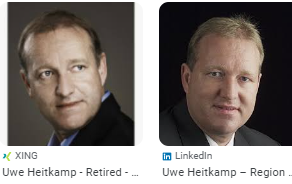 XING
LinkedIn
Uwe Heitkamp - Retired - ...
Uwe Heitkamp – Region ...